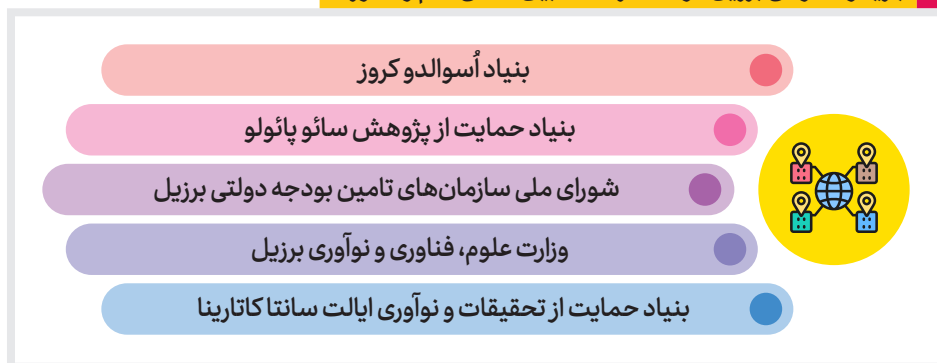 بنیاد اُسوالدو کروز
بنیاد حمایت از پژوهش سائو پائولو
شورای ملی سازمان‌های تامین بودجه دولتی برزیل
وزارت علوم، فناوری و نوآوری برزیل
بنیاد حمایت از تحقیقات و نوآوری ایالت سانتا کاتارینا